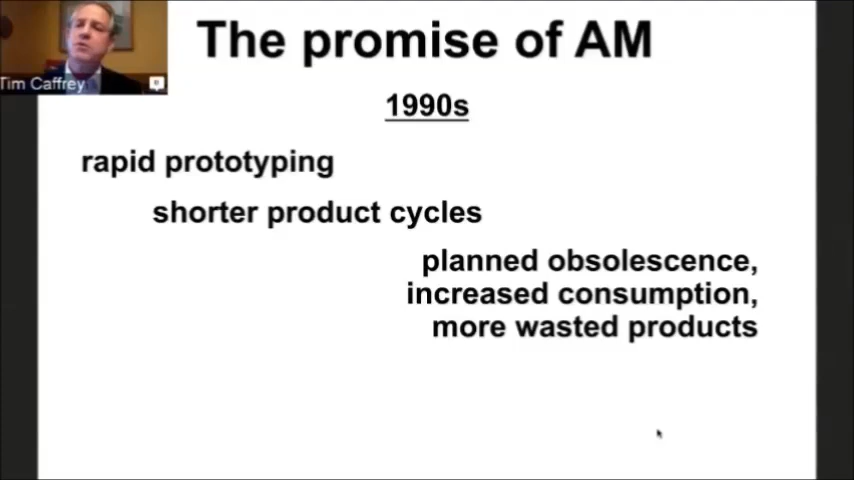 The promise of AM
Tim Caffrey
1990s
rapid prototyping
shorter product cycles
planned obsolescence,
increased consumption,
more wasted products